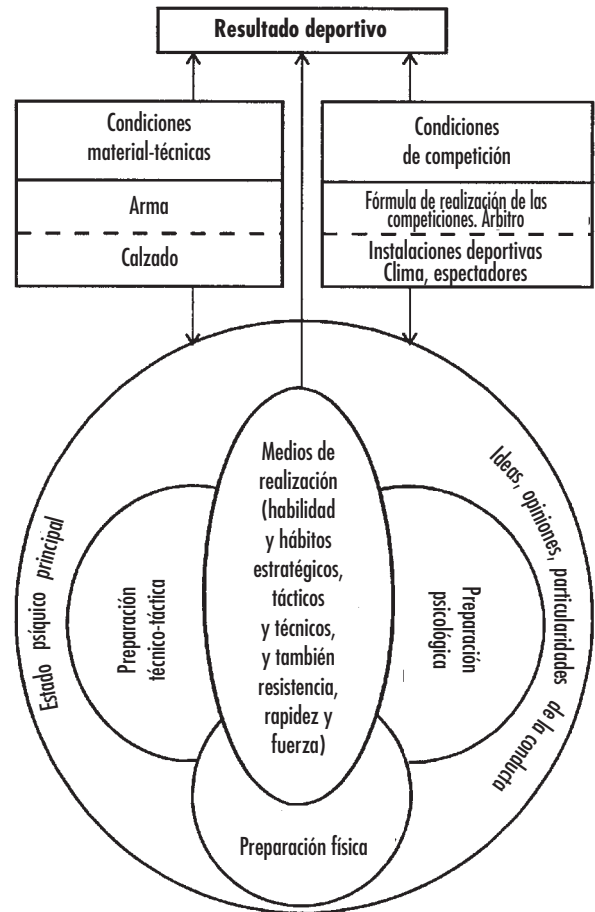 Resultado deportivo
Condiciones
material-técnicas
Arma
Calzado
Condiciones
de competición
Fórmula de realización de las
competiciones. Árbitro
Instalaciones deportivas
Clima, espectadores
Medios de
realización
(habilidad
y hábitos
estratégicos,
tácticos
y técnicos,
y también
resistencia,
rapidez y
fuerza)
Estado psíquico principal
Preparación
técnico-táctica
Preparación
psicológica
Ideas, opiniones, particularidades
de la conducta
Preparación física